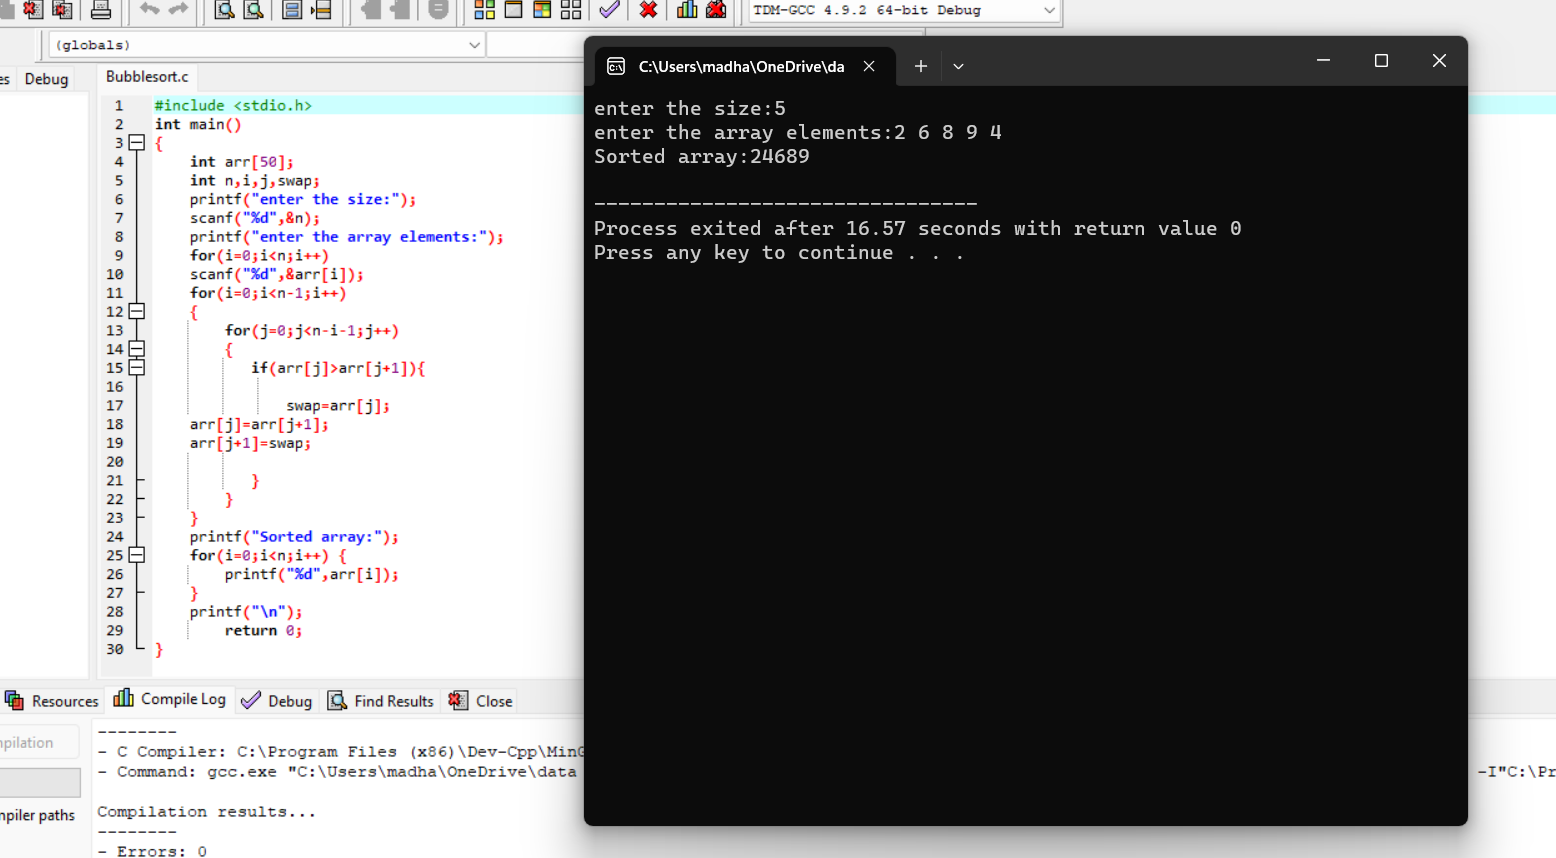 TDM-GCC 4.9.2 64-bit Debug
(globals)
es Debug
Bubblesort.c
1 #include <stdio.h>
2 int main()
3 {
4 int arr[50];
5 int n,i,j,swap;
6 printf("enter the size:");
7 scanf("%d",&n);
8 printf("enter the array elements:");
9 for(i=0;i<n;i++)
10 scanf("%d",&arr[i]);
11 for(i=0;i<n-1;i++)
12 {
13 for(j=0;j<n-i-1;j++)
14 {
15 if(arr[j]>arr[j+1]){
16
17 swap=arr[j];
18 arr[j]=arr[j+1];
19 arr[j+1]=swap;
20
21 }
22 }
23 }
24 printf("Sorted array:");
25 for(i=0;i<n;i++) {
26 printf("%d",arr[i]);
27 }
28 printf("\n");
29 return 0;
30 }
C:\Users\madha\OneDrive\da
enter the size:5
enter the array elements:2 6 8 9 4
Sorted array:24689
--------------------------------
Process exited after 16.57 seconds with return value 0
Press any key to continue . . .
Resources Compile Log Debug Find Results Close
mpilation
mpiler paths
--------
- C Compiler: C:\Program Files (x86)\Dev-Cpp\MinG
- Command: gcc.exe "C:\Users\madha\OneDrive\data -I"C:\Pr
Compilation results...
--------
- Errors: 0